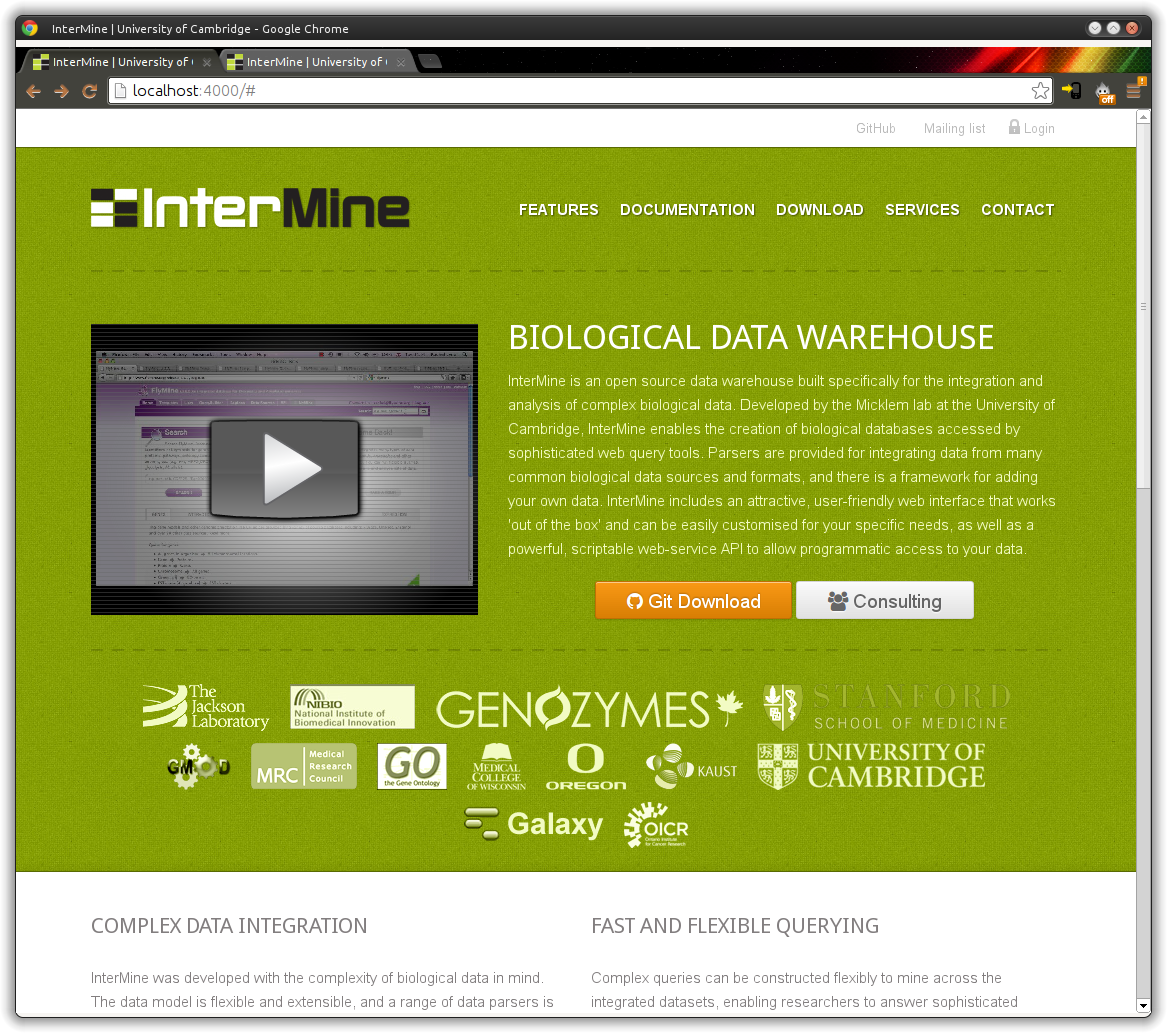 InterMine | University of Cambridge - Google Chrome
InterMine | University of
InterMine | University of
localhost:4000/#
off
GitHub Mailing list Login
InterMine
FEATURES DOCUMENTATION DOWNLOAD SERVICES CONTACT
BIOLOGICAL DATA WAREHOUSE
InterMine is an open source data warehouse built specifically for the integration and
analysis of complex biological data. Developed by the Micklem lab at the University of
Cambridge, InterMine enables the creation of biological databases accessed by
sophisticated web query tools. Parsers are provided for integrating data from many
common biological data sources and formats, and there is a framework for adding
your own data. InterMine includes an attractive, user-friendly web interface that works
'out of the box' and can be easily customised for your specific needs, as well as a
powerful, scriptable web-service API to allow programmatic access to your data.
FlyMine
Search
Git Download Consulting
The
Jackson
Laboratory
NIBIO
National Institute of
Biomedical Innovation
GENOZYMES
STANFORD
SCHOOL OF MEDICINE
GMOD
MRC
Medical
Research
Council
GO
the Gene Ontology
MEDICAL
COLLEGE
OF WISCONSIN
O
OREGON
KAUST
UNIVERSITY OF
CAMBRIDGE
Galaxy
OICR
Ontario Institute
for Cancer Research
COMPLEX DATA INTEGRATION
InterMine was developed with the complexity of biological data in mind.
The data model is flexible and extensible, and a range of data parsers is
FAST AND FLEXIBLE QUERYING
Complex queries can be constructed flexibly to mine across the
integrated datasets, enabling researchers to answer sophisticated